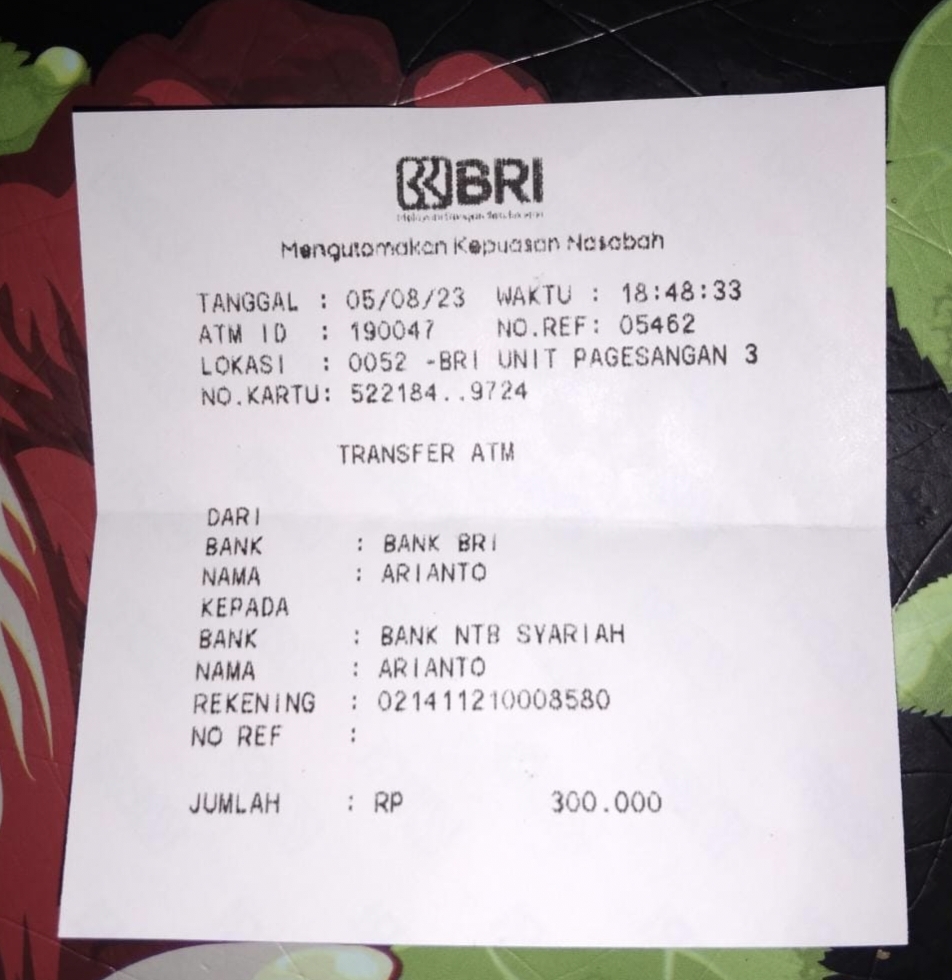 BRI
Mengutamakan Kepuasan Nasabah
TANGGAL : 05/08/23 WAKTU : 18:48:33
ATM ID : 190047 NO.REF: 05462
LOKASI : 0052 -BRI UNIT PAGESANGAN 3
NO.KARTU: 522184..9724
TRANSFER ATM
DARI
BANK : BANK BRI
NAMA : ARIANTO
KEPADA
BANK : BANK NTB SYARIAH
NAMA : ARIANTO
REKENING : 021411210008580
NO REF :
JUMLAH : RP 300.000